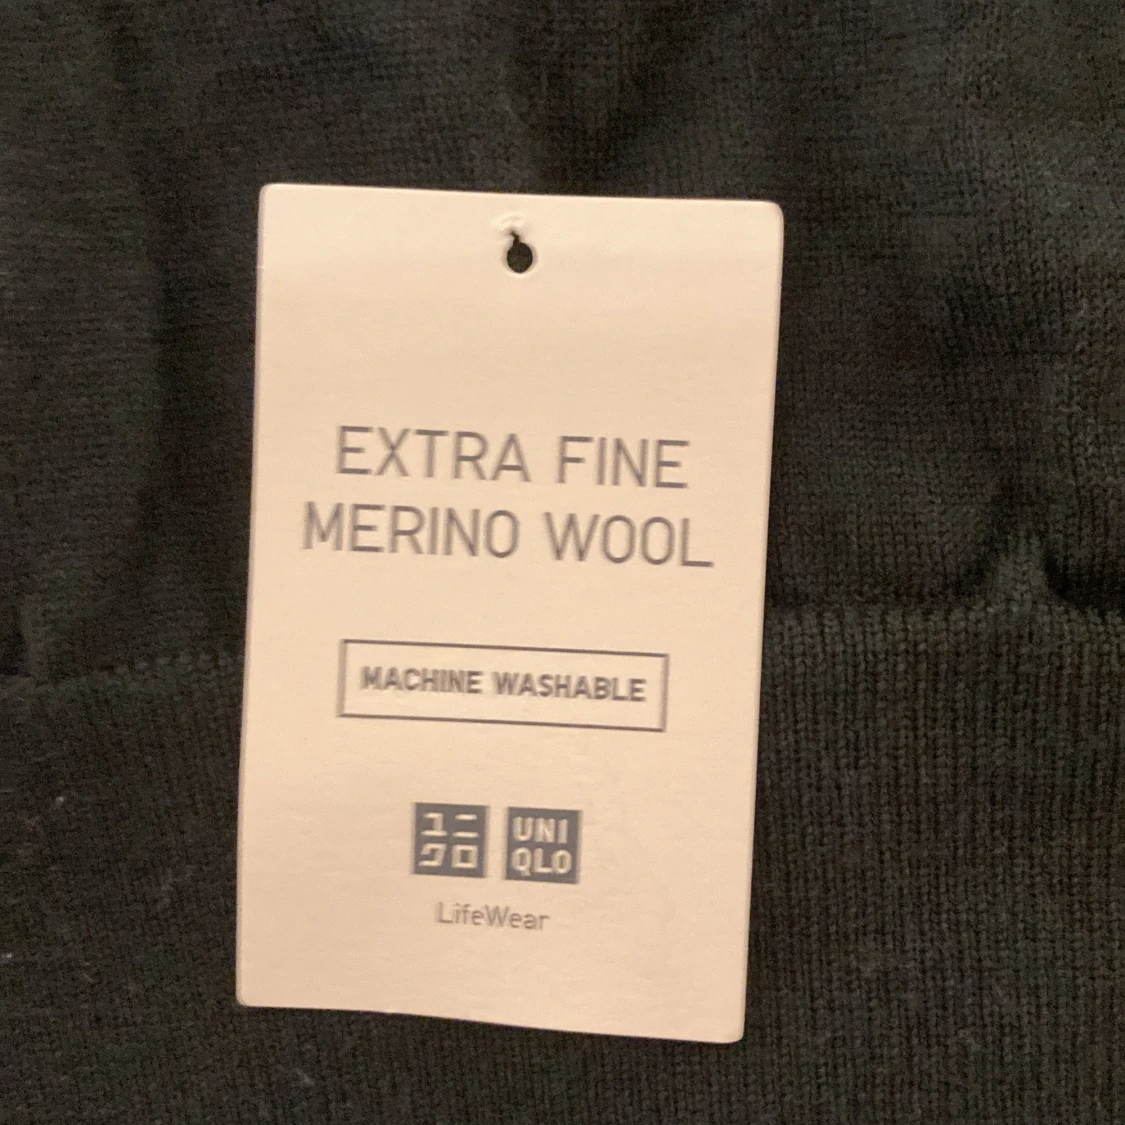 EXTRA FINE
MERINO WOOL
MACHINE WASHABLE
ユニ UNI
クロ QLO
LifeWear